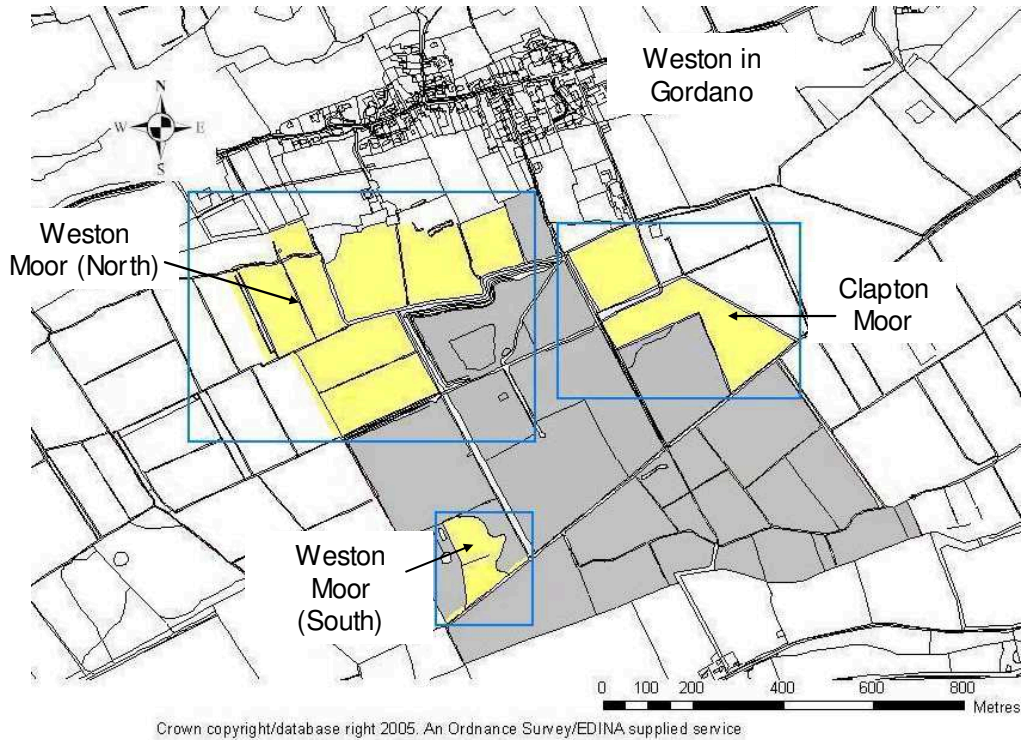 Weston in
Gordano
N
W E
S
Weston
Moor (North)
Clapton
Moor
Weston
Moor
(South)
0 100 200 400 600 800
Metres
Crown copyright/database right 2005. An Ordnance Survey/EDINA supplied service